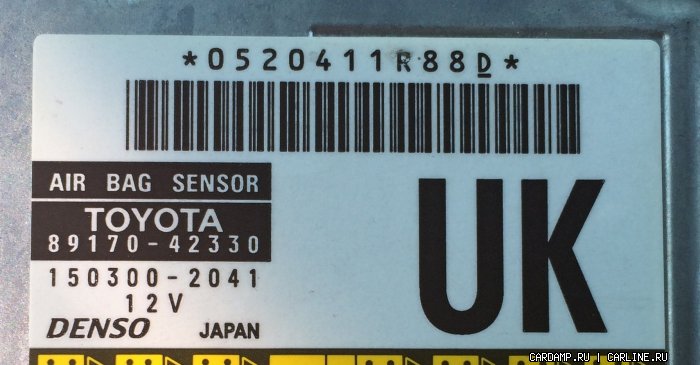 *0520411R88D*
AIR BAG SENSOR
TOYOTA
89170-42330
150300-2041
12V
DENSO JAPAN
UK
CARDAMP.RU | CARLINE.RU